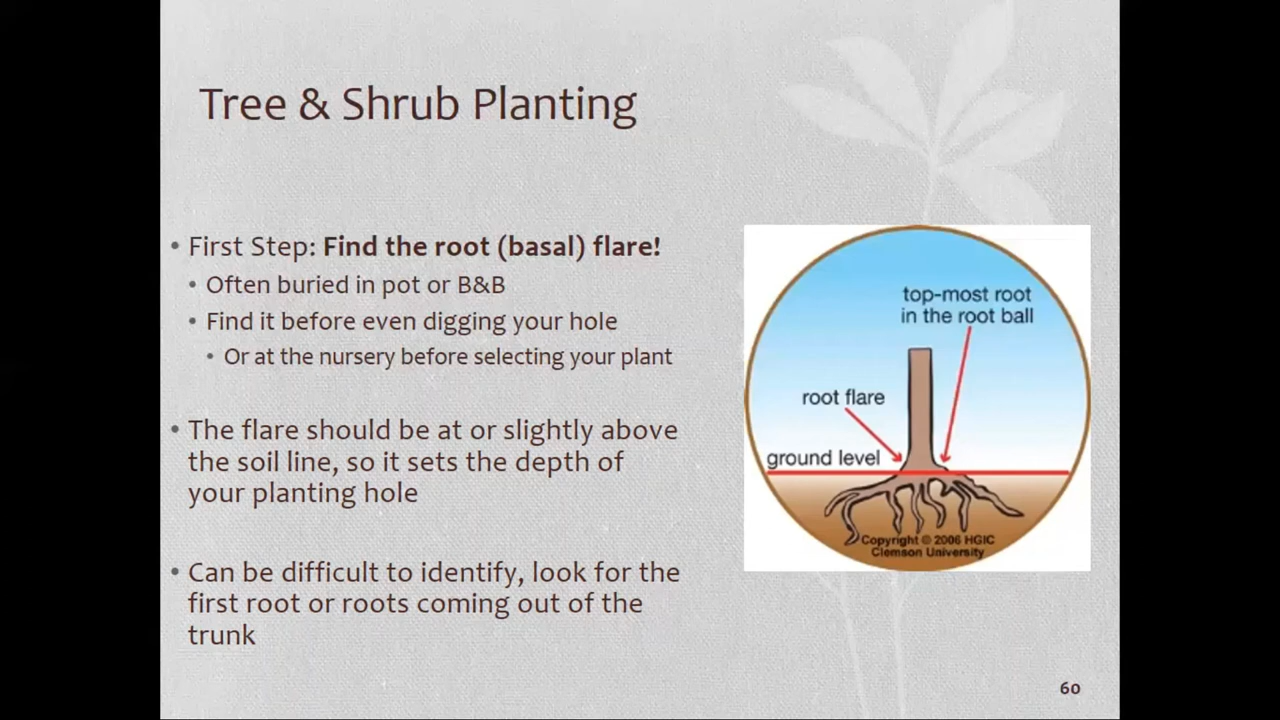 Tree & Shrub Planting
• First Step: Find the root (basal) flare!
• Often buried in pot or B&B
• Find it before even digging your hole
• Or at the nursery before selecting your plant
• The flare should be at or slightly above
the soil line, so it sets the depth of
your planting hole
• Can be difficult to identify, look for the
first root or roots coming out of the
trunk
top-most root
in the root ball
root flare
ground level
Copyright © 2006 HGIC
Clemson University
60